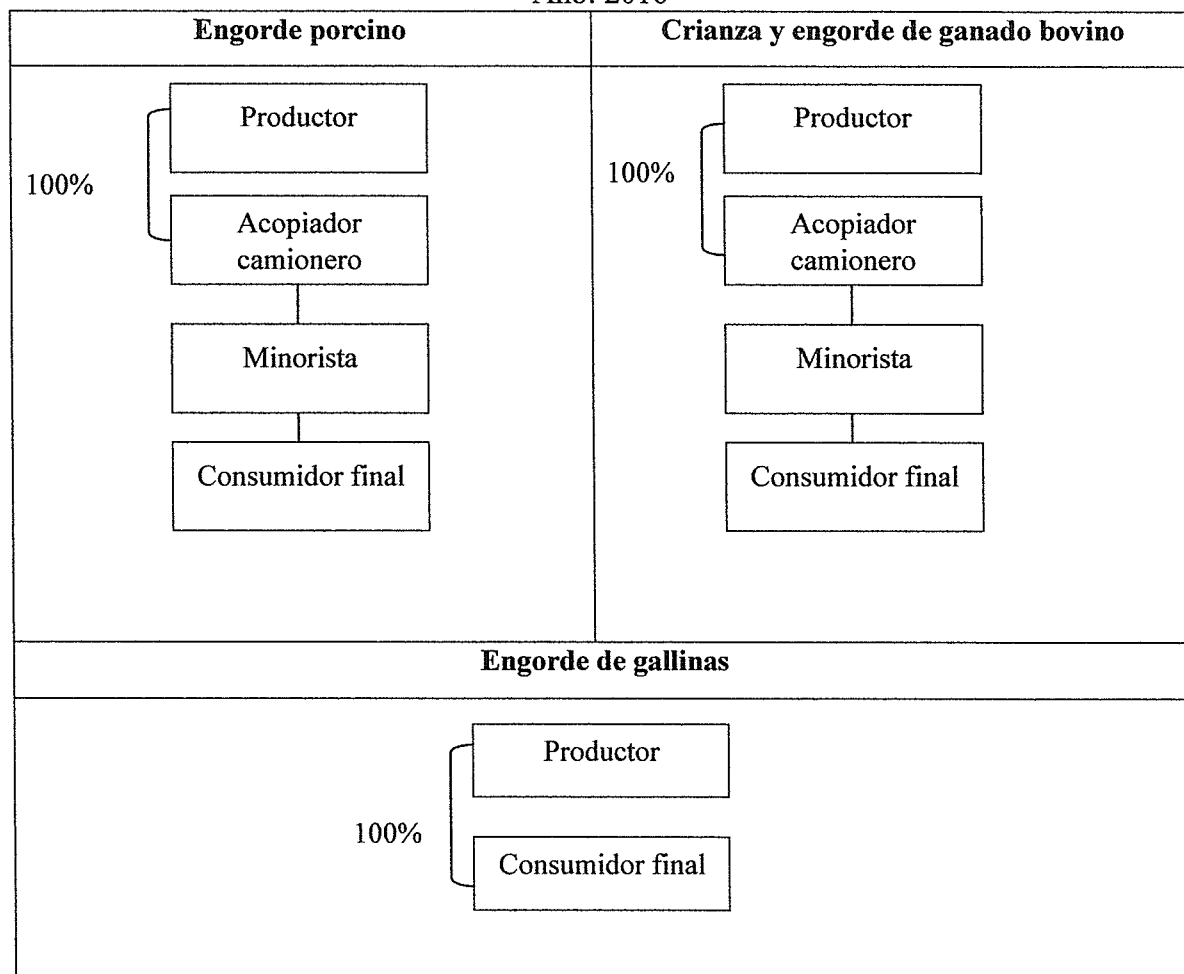 Engorde porcino
Crianza y engorde de ganado bovino
Productor
100%
Acopiador
camionero
Minorista
Consumidor final
Productor
100%
Acopiador
camionero
Minorista
Consumidor final
Engorde de gallinas
Productor
100%
Consumidor final